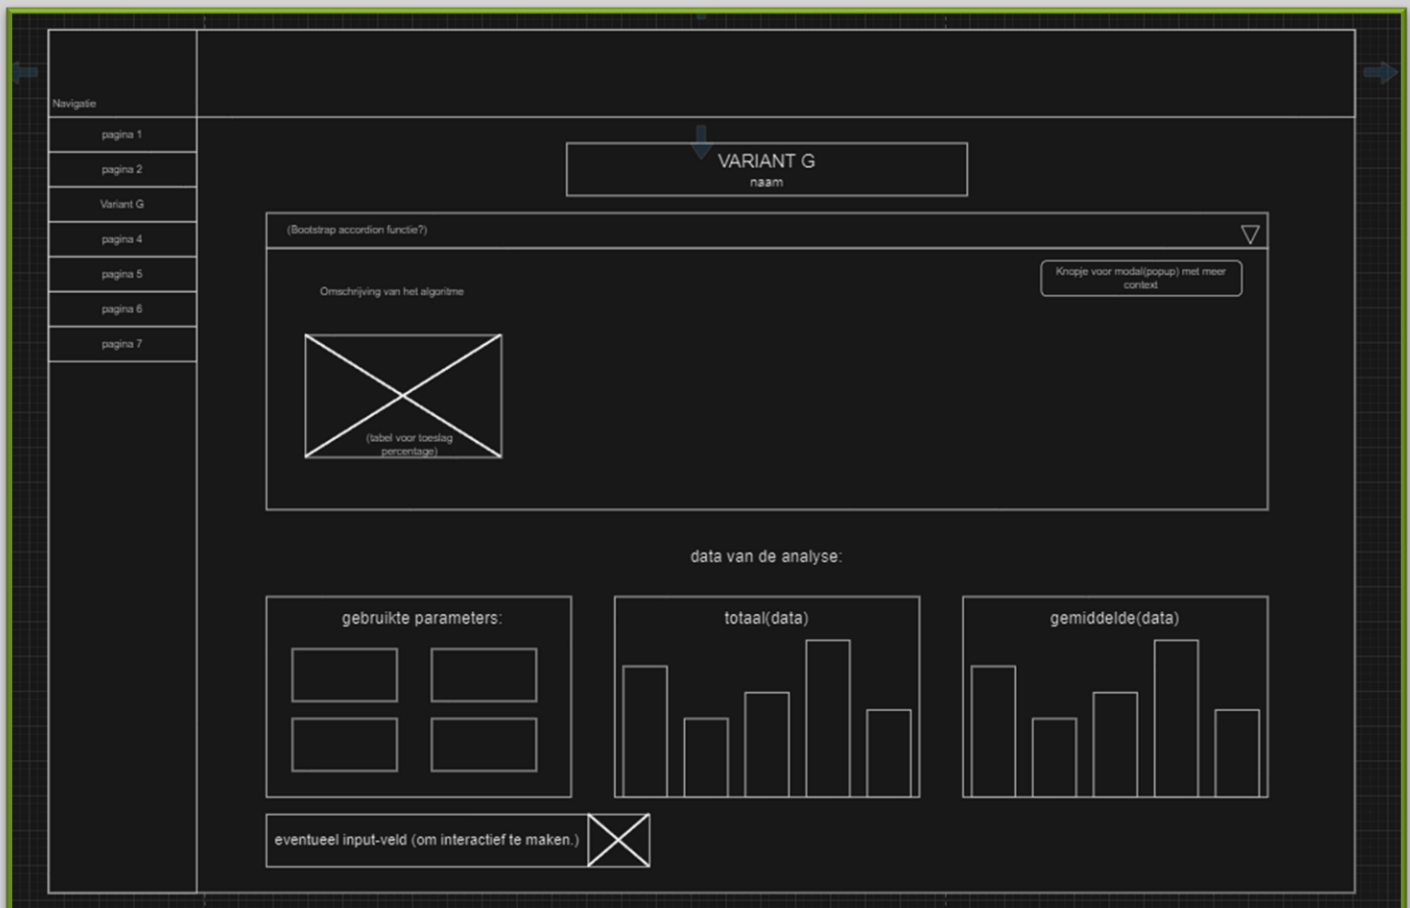 Navigatie
pagina 1
pagina 2
Variant G
pagina 4
pagina 5
pagina 6
pagina 7
VARIANT G
naam
(Bootstrap accordion functie?)
Knopje voor modal(popup) met meer
context
Omschrijving van het algoritme
(tabel voor toeslag
percentage)
data van de analyse:
gebruikte parameters:
totaal(data)
gemiddelde(data)
eventueel input-veld (om interactief te maken.)